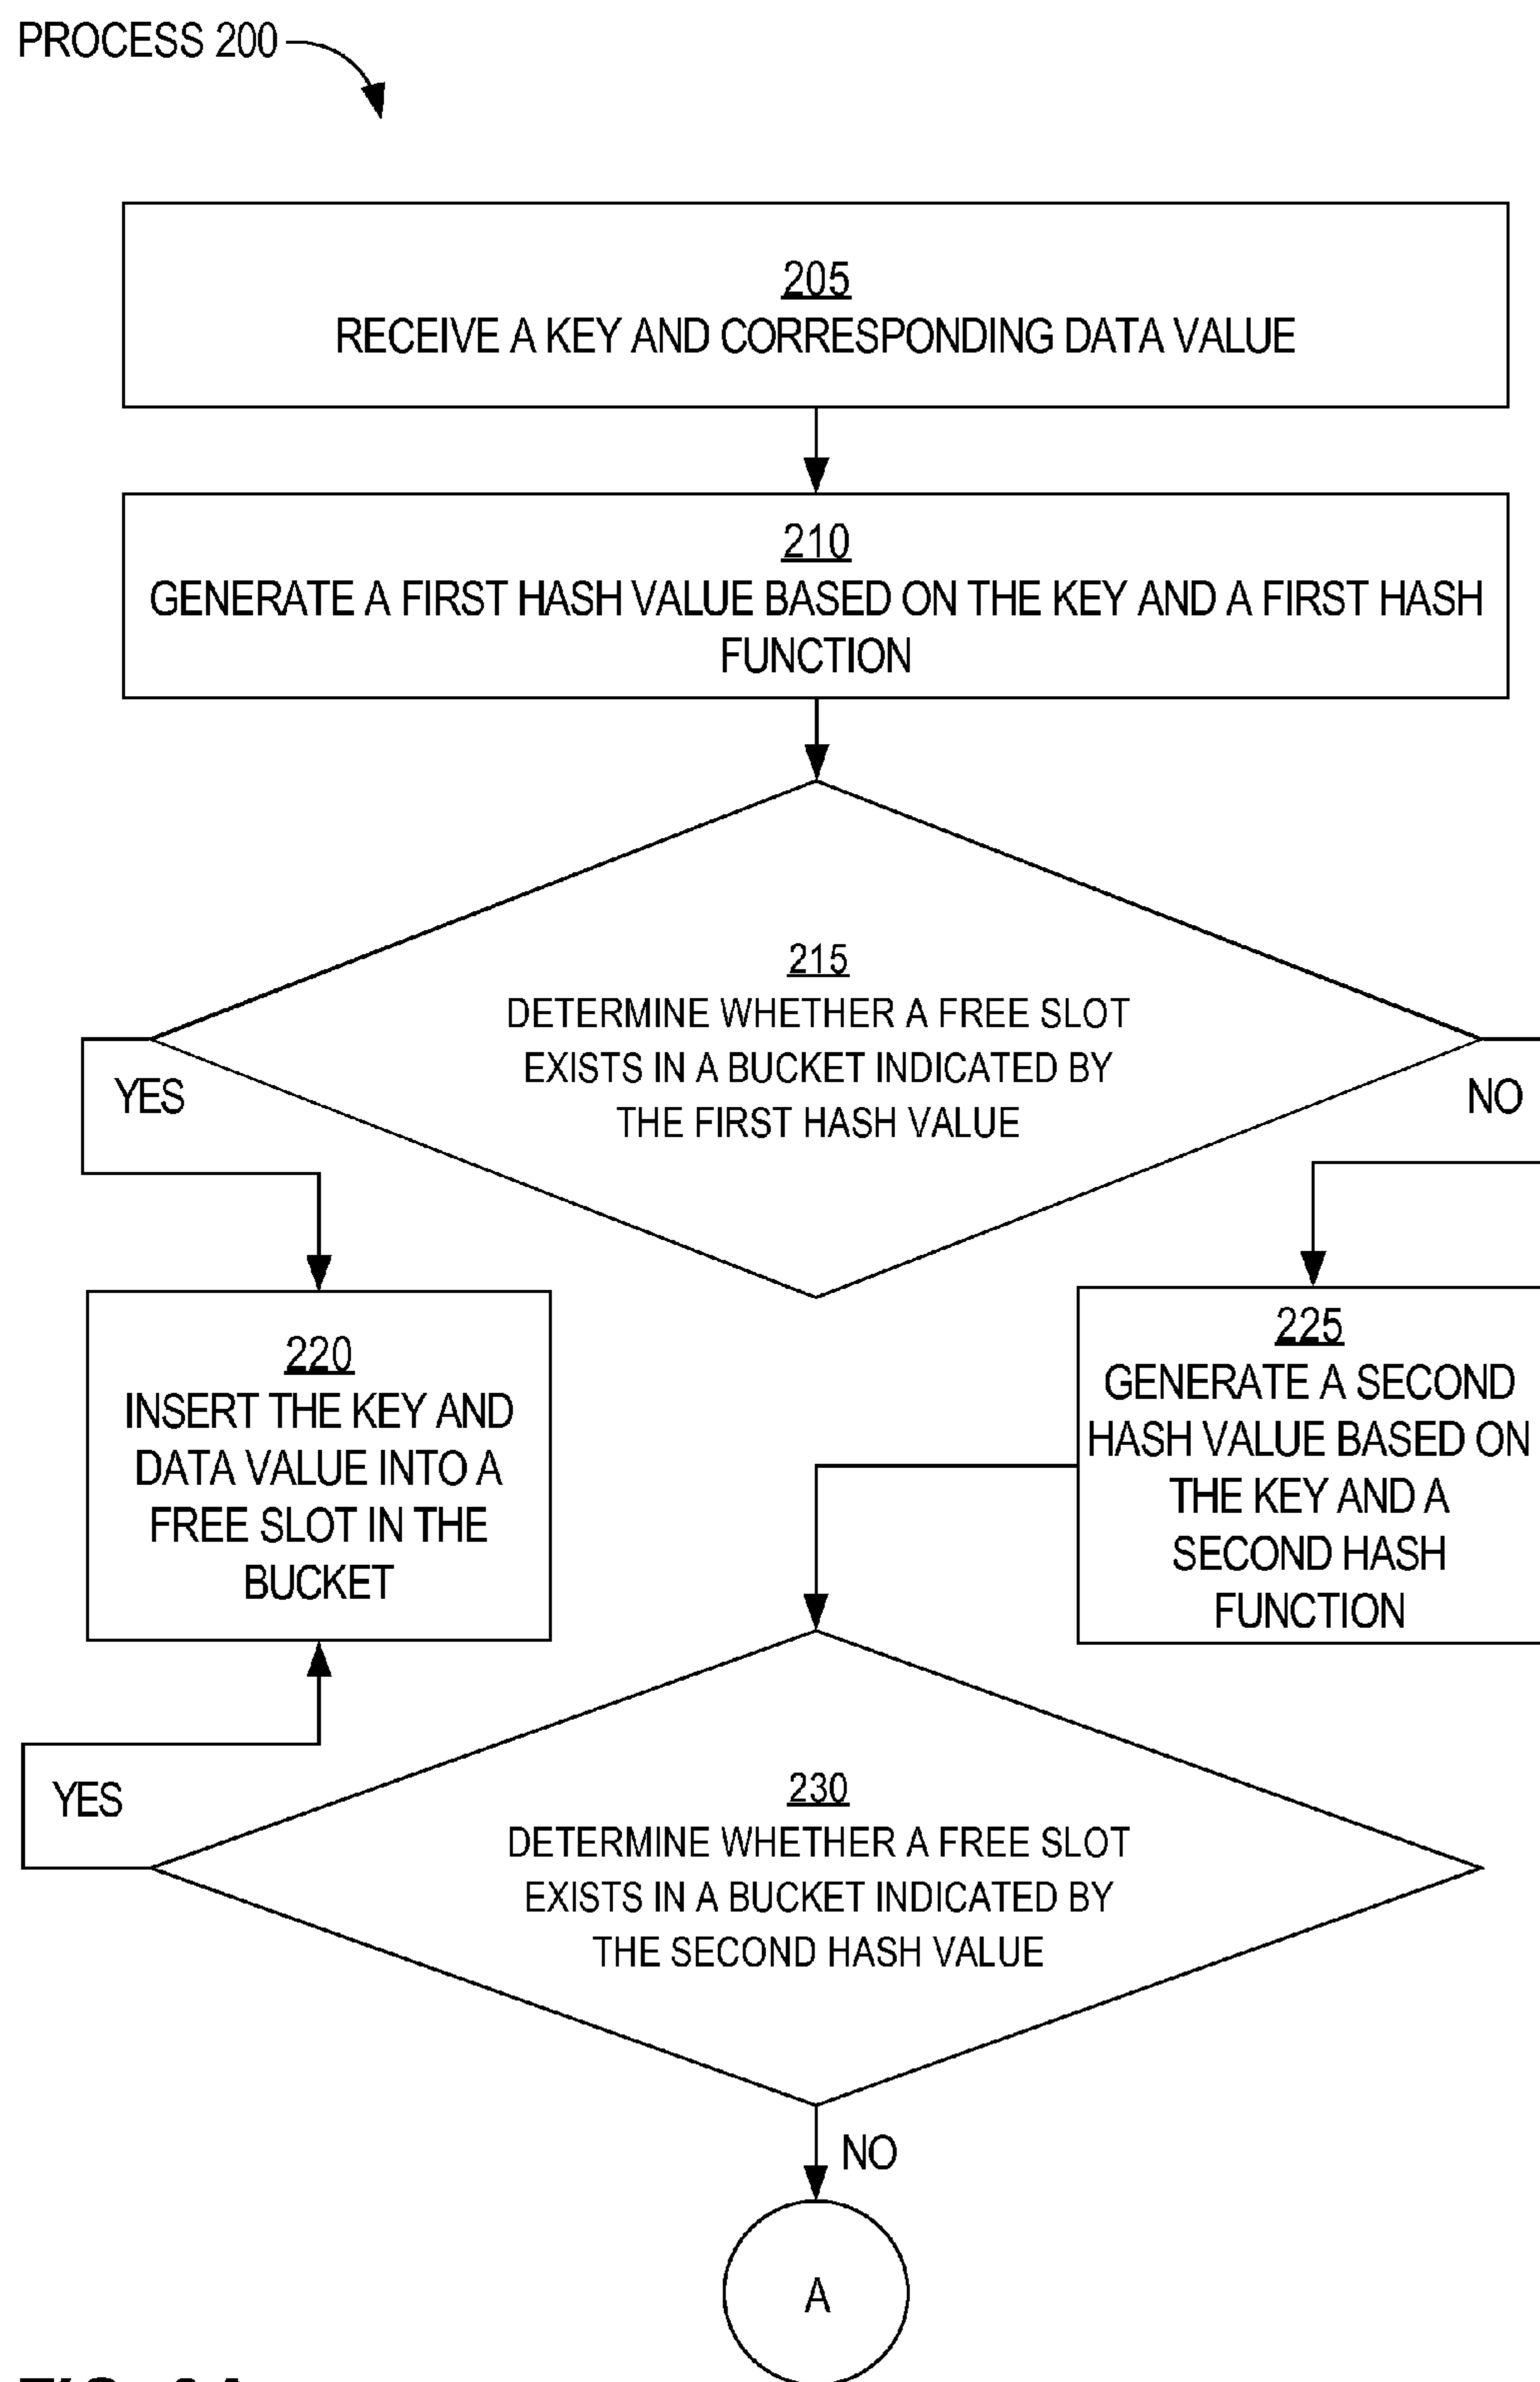 PROCESS 200
205
RECEIVE A KEY AND CORRESPONDING DATA VALUE
210
GENERATE A FIRST HASH VALUE BASED ON THE KEY AND A FIRST HASH
FUNCTION
215
DETERMINE WHETHER A FREE SLOT
EXISTS IN A BUCKET INDICATED BY
THE FIRST HASH VALUE
YES
NO
220
INSERT THE KEY AND
DATA VALUE INTO A
FREE SLOT IN THE
BUCKET
225
GENERATE A SECOND
HASH VALUE BASED ON
THE KEY AND A
SECOND HASH
FUNCTION
YES
230
DETERMINE WHETHER A FREE SLOT
EXISTS IN A BUCKET INDICATED BY
THE SECOND HASH VALUE
NO
A